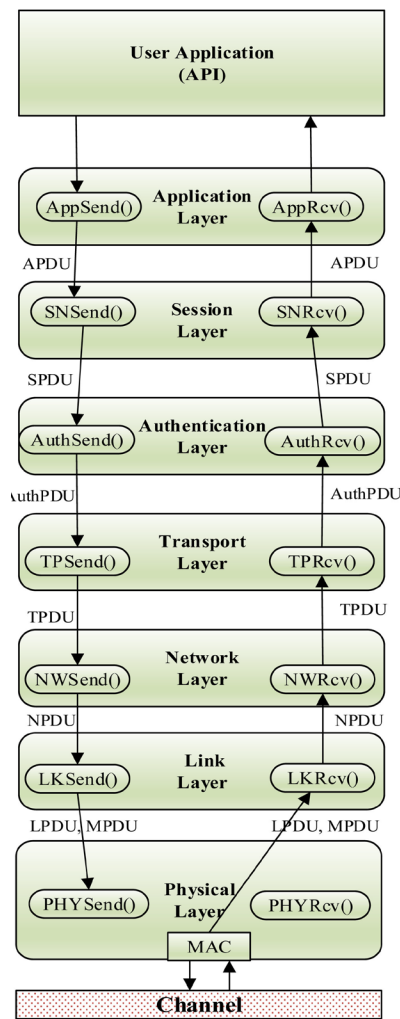 User Application
(API)
AppSend()
Application
Layer
AppRcv()
APDU
APDU
SNSend()
Session
Layer
SNRcv()
SPDU
SPDU
AuthSend()
Authentication
Layer
AuthRcv()
AuthPDU
AuthPDU
TPSend()
Transport
Layer
TPRcv()
TPDU
TPDU
NWSend()
Network
Layer
NWRcv()
NPDU
NPDU
LKSend()
Link
Layer
LKRcv()
LPDU, MPDU
LPDU, MPDU
PHYSend()
Physical
Layer
PHYRcv()
MAC
Channel